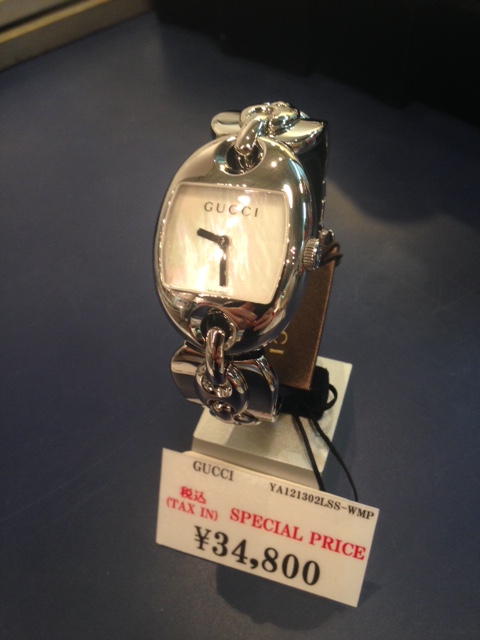 GUCCI
GUCCI YA121302LSS-WMP
税込
(TAX IN) SPECIAL PRICE
¥34,800